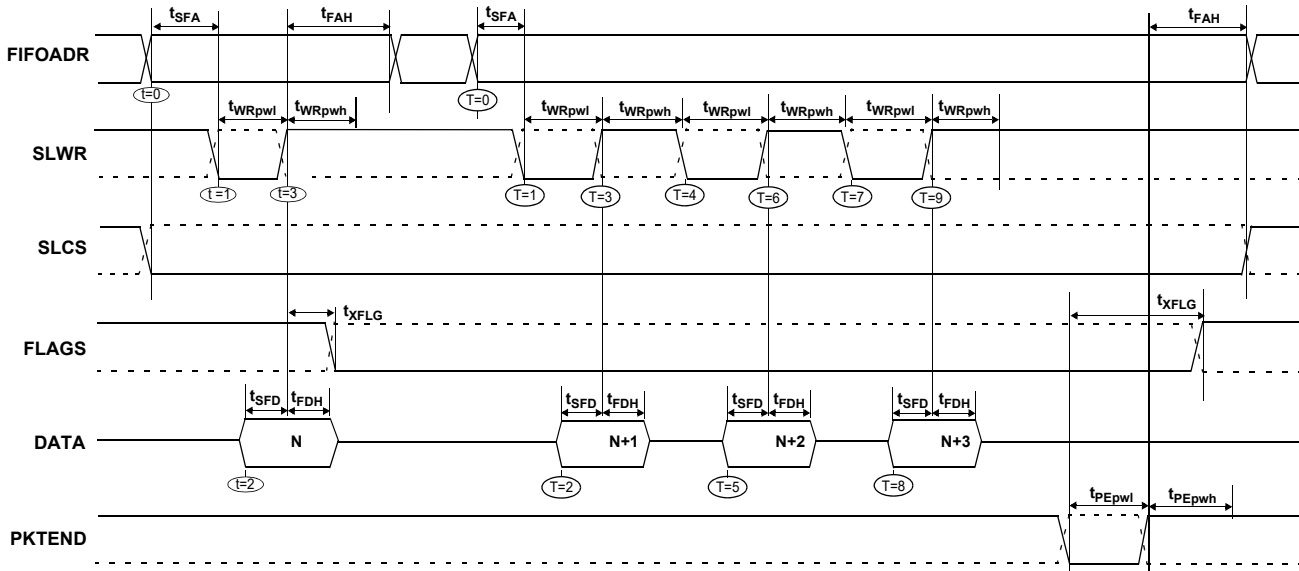 tSFA tFAH tSFA tFAH
FIFOADR
t=0 T=0
tWRpwl tWRpwh tWRpwl tWRpwh tWRpwl tWRpwh tWRpwl tWRpwh
SLWR
t =1 t=3 T=1 T=3 T=4 T=6 T=7 T=9
SLCS
tXFLG tXFLG
FLAGS
tSFD tFDH tSFD tFDH tSFD tFDH tSFD tFDH
DATA N N+1 N+2 N+3
t=2 T=2 T=5 T=8
tPEpwl tPEpwh
PKTEND